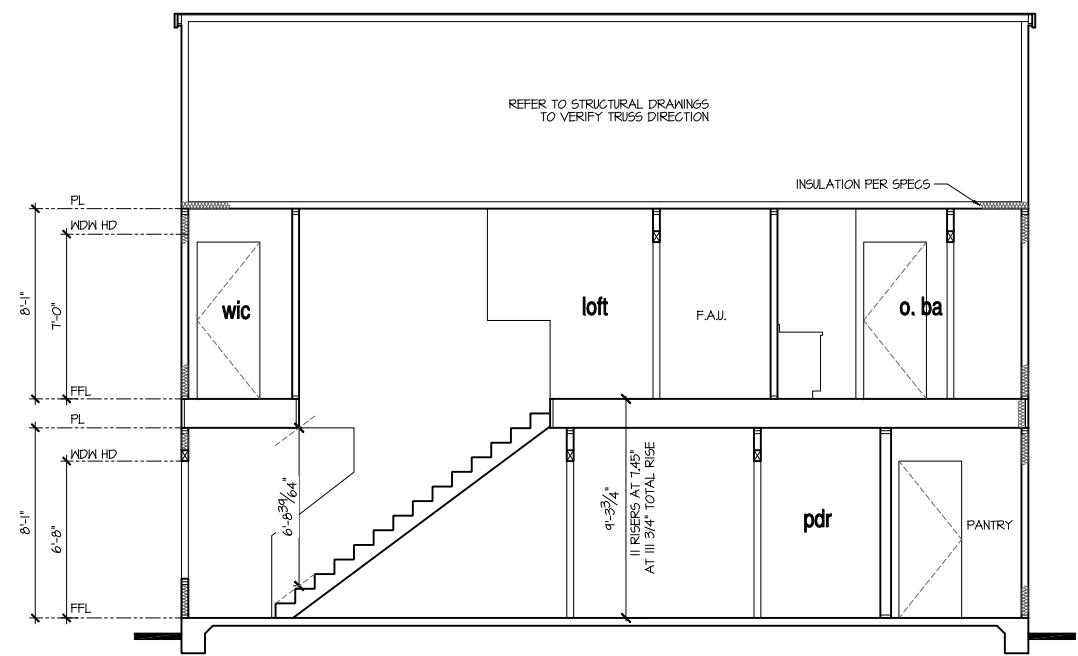 REFER TO STRUCTURAL DRAWINGS
TO VERIFY TRUSS DIRECTION
INSULATION PER SPECS
PL
WDW HD
8'-1"
7'-0"
wic
loft
F.A.U.
o. ba
FFL
PL
WDW HD
8'-1"
6'-8"
6'-8 39/64"
9'-3 3/4"
11 RISERS AT 7.45"
AT 111 3/4" TOTAL RISE
pdr
PANTRY
FFL